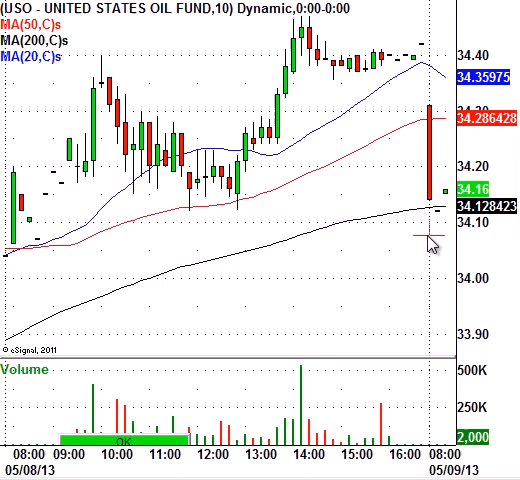 (USO - UNITED STATES OIL FUND,10) Dynamic,0:00-0:00
MA(50,C)s
MA(200,C)s
MA(20,C)s
34.40
34.35975
34.30
34.286428
34.20
34.16
34.128423
34.10
34.00
33.90
© eSignal, 2011
Volume
500K
250K
2,000
OK
08:00 09:00 10:00 11:00 12:00 13:00 14:00 15:00 16:00 08:00
05/08/13 05/09/13